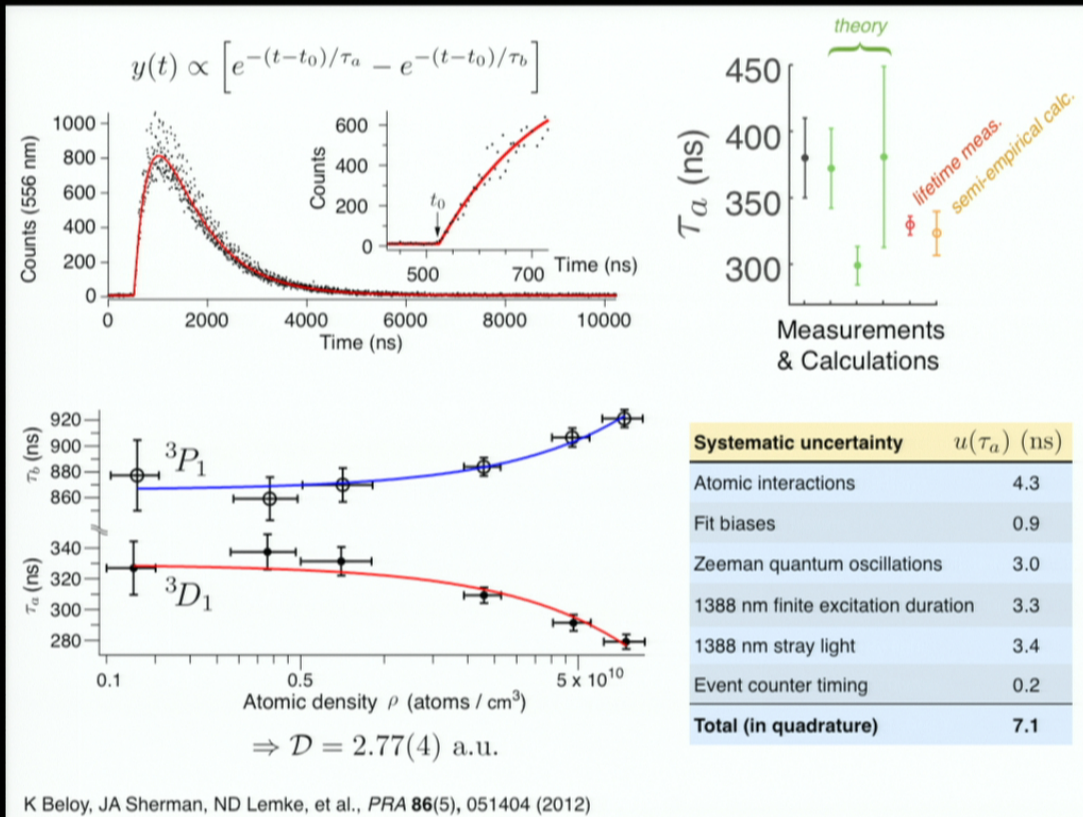 y(t) ∝ [e^{-(t-t_0)/τ_a} − e^{-(t-t_0)/τ_b}]
Counts (556 nm)
1000
800
600
400
200
0
0 2000 4000 6000 8000 10000
Time (ns)
Counts
600
400
200
0
t_0
500 700
Time (ns)
theory
τ_a (ns)
450
400
350
300
lifetime meas.
semi-empirical calc.
Measurements
& Calculations
τ_b (ns)
920
900
880
860
³P₁
τ_a (ns)
340
320
300
280
³D₁
0.1 0.5 5 x 10¹⁰
Atomic density ρ (atoms / cm³)
⇒ 𝒟 = 2.77(4) a.u.
Systematic uncertainty u(τ_a) (ns)
Atomic interactions 4.3
Fit biases 0.9
Zeeman quantum oscillations 3.0
1388 nm finite excitation duration 3.3
1388 nm stray light 3.4
Event counter timing 0.2
Total (in quadrature) 7.1
K Beloy, JA Sherman, ND Lemke, et al., PRA 86(5), 051404 (2012)